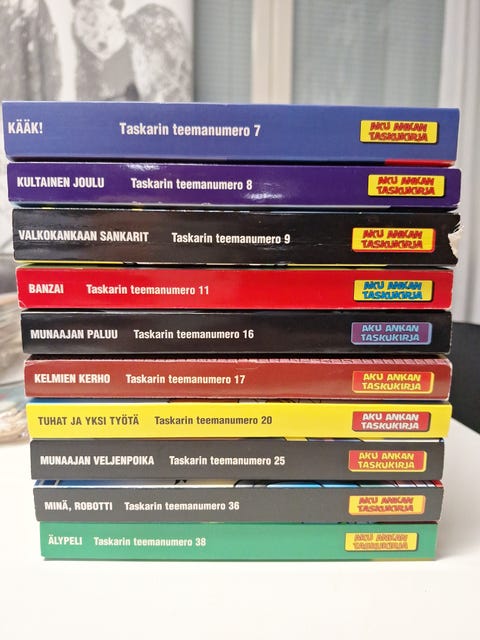 KÄÄK! Taskarin teemanumero 7 AKU ANKAN
TASKUKIRJA
KULTAINEN JOULU Taskarin teemanumero 8 AKU ANKAN
TASKUKIRJA
VALKOKANKAAN SANKARIT Taskarin teemanumero 9 AKU ANKAN
TASKUKIRJA
BANZAI Taskarin teemanumero 11 AKU ANKAN
TASKUKIRJA
MUNAAJAN PALUU Taskarin teemanumero 16 AKU ANKAN
TASKUKIRJA
KELMIEN KERHO Taskarin teemanumero 17 AKU ANKAN
TASKUKIRJA
TUHAT JA YKSI TYÖTÄ Taskarin teemanumero 20 AKU ANKAN
TASKUKIRJA
MUNAAJAN VELJENPOIKA Taskarin teemanumero 25 AKU ANKAN
TASKUKIRJA
MINÄ, ROBOTTI Taskarin teemanumero 36 AKU ANKAN
TASKUKIRJA
ÄLYPELI Taskarin teemanumero 38 AKU ANKAN
TASKUKIRJA